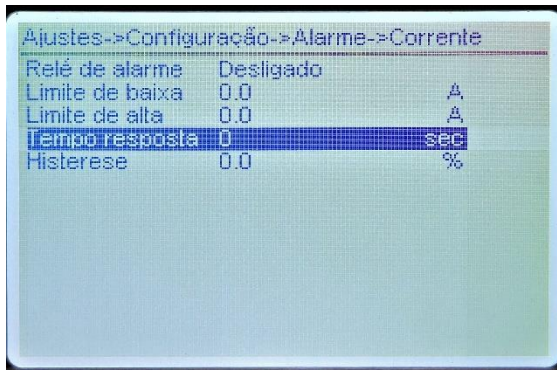 Ajustes->Configuração->Alarme->Corrente
Relé de alarme Desligado
Limite de baixa 0.0 A
Limite de alta 0.0 A
Tempo resposta 0 sec
Histerese 0.0 %